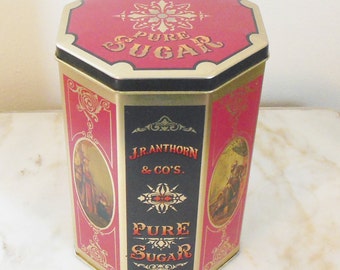 PURE
SUGAR
J.R. ANTHORN
& CO'S.
PURE
SUGAR